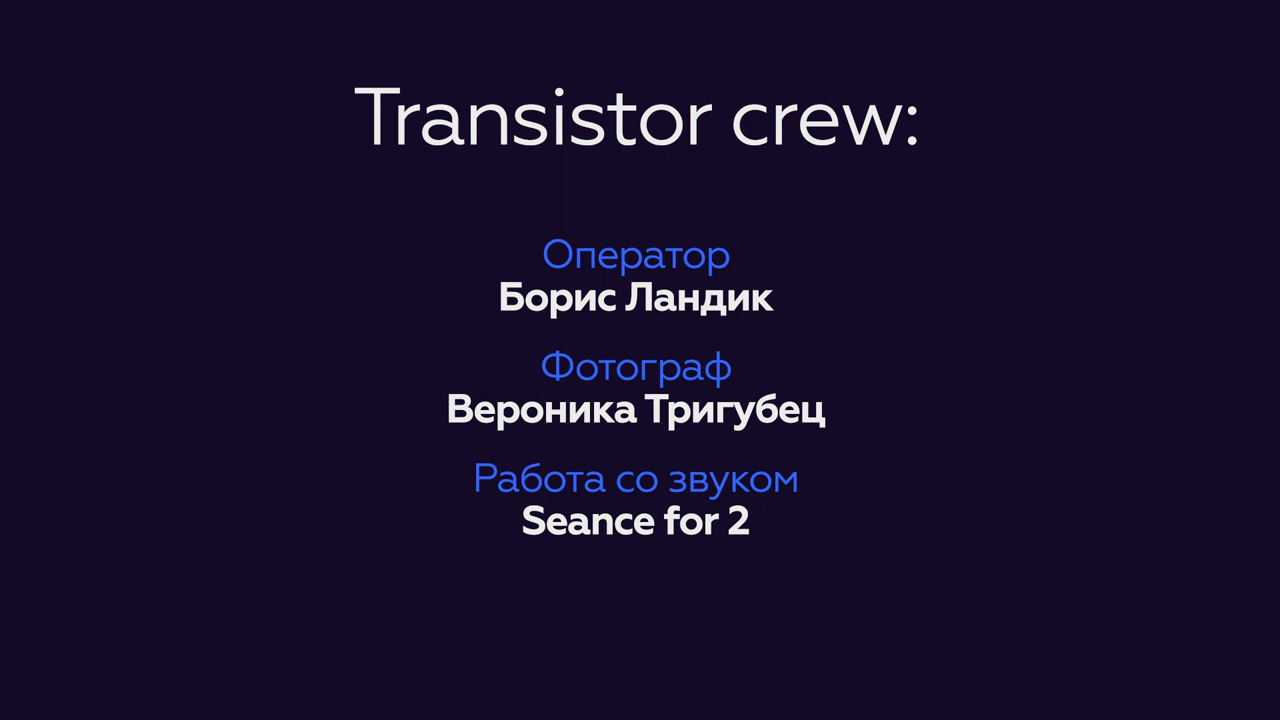 Transistor crew:
Оператор
Борис Ландик
Фотограф
Вероника Тригубец
Работа со звуком
Seance for 2